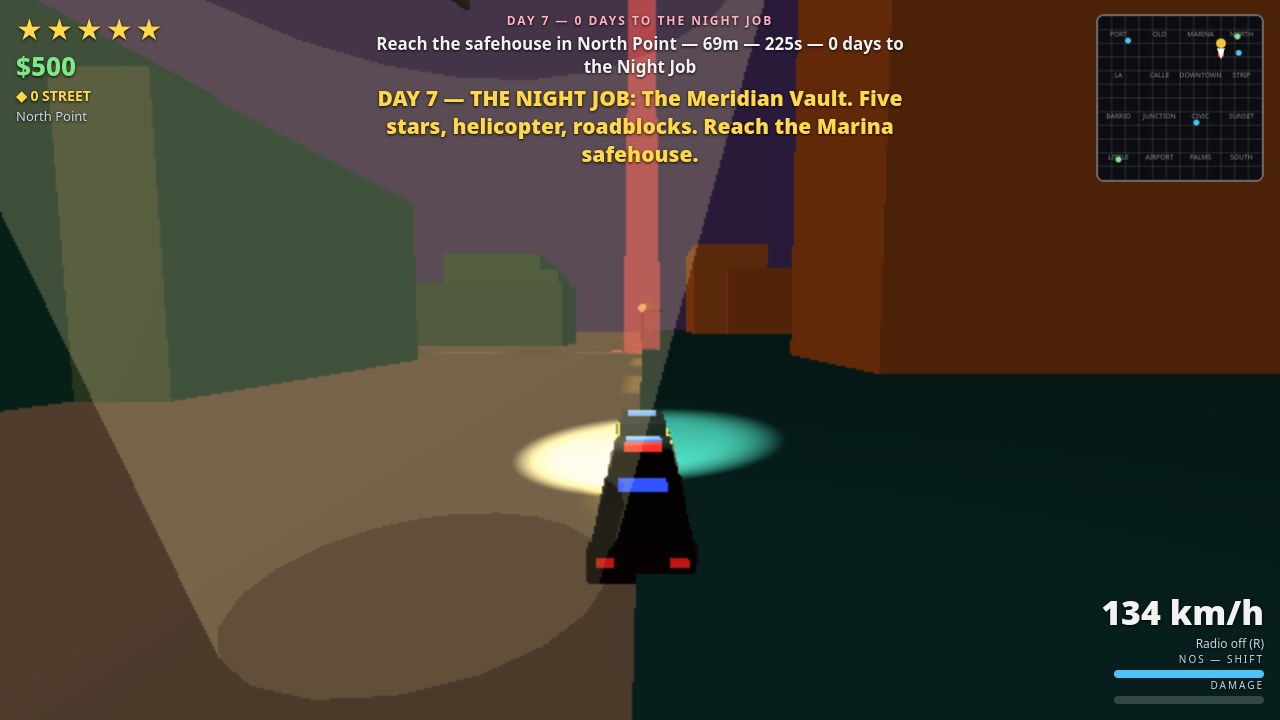 ★★★★★
$500
◆ 0 STREET
North Point
DAY 7 — 0 DAYS TO THE NIGHT JOB
Reach the safehouse in North Point — 69m — 225s — 0 days to
the Night Job
DAY 7 — THE NIGHT JOB: The Meridian Vault. Five
stars, helicopter, roadblocks. Reach the Marina
safehouse.
PORT OLD MARINA NORTH
LA CALLE DOWNTOWN STRIP
BARRIO JUNCTION CIVIC SUNSET
AIRPORT PALMS SOUTH
134 km/h
Radio off (R)
NOS — SHIFT
DAMAGE